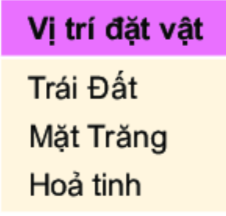 Vị trí đặt vật
Trái Đất
Mặt Trăng
Hoả tinh